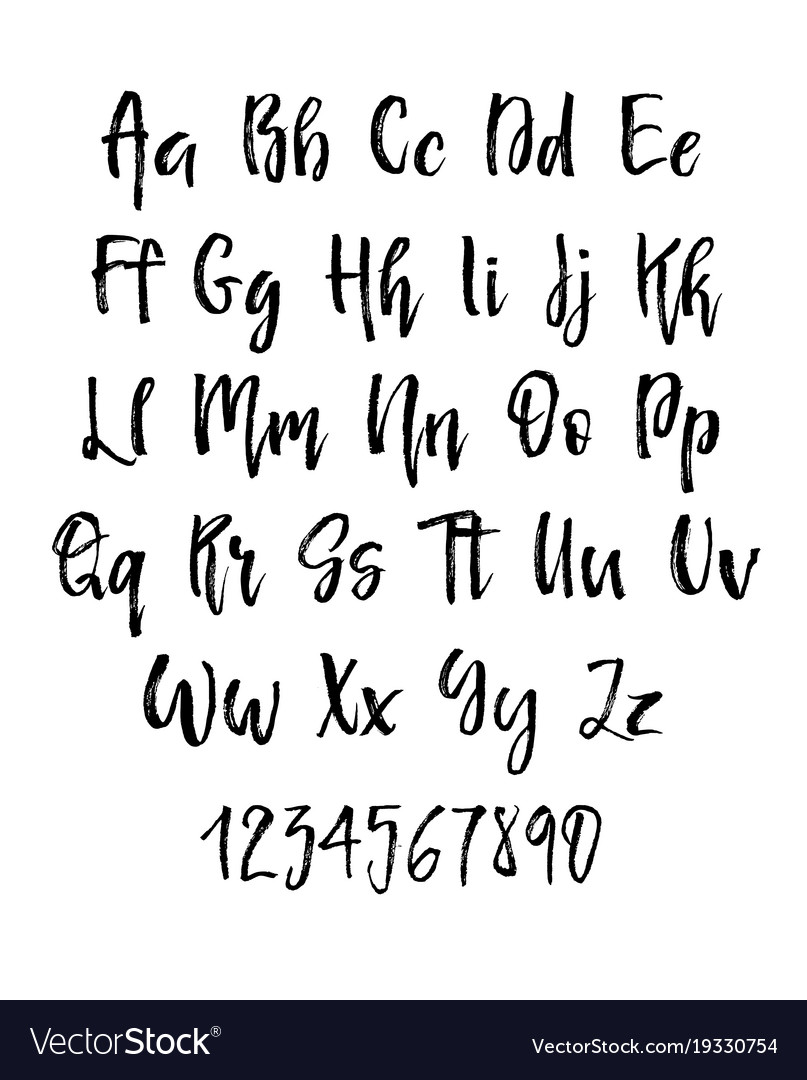 Aa Bb Cc Dd Ee
Ff Gg Hh Ii Jj Kk
Ll Mm Nn Oo Pp
Qq Rr Ss Tt Uu Vv
Ww Xx Yy Zz
1234567890
VectorStock®
VectorStock.com/19330754